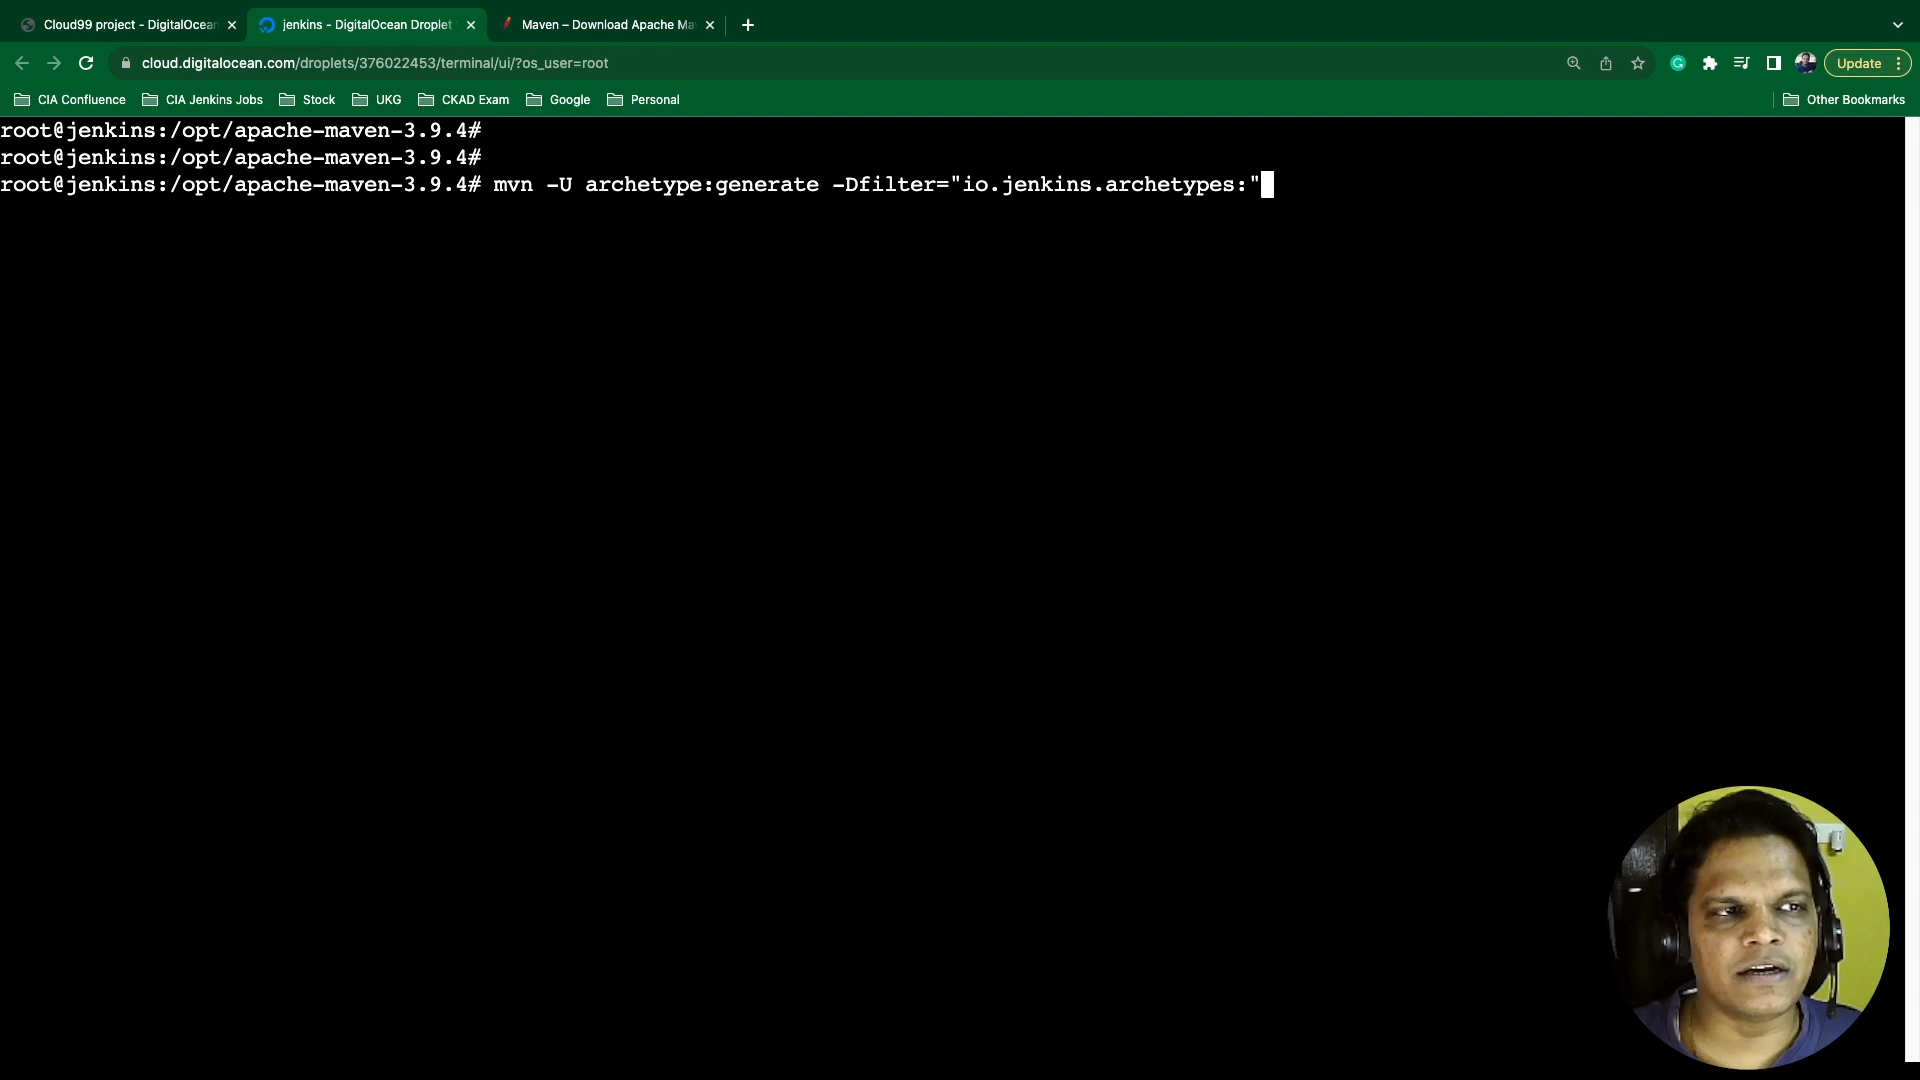 Cloud99 project - DigitalOcean
jenkins - DigitalOcean Droplet
Maven – Download Apache Ma
cloud.digitalocean.com/droplets/376022453/terminal/ui/?os_user=root
Update
CIA Confluence
CIA Jenkins Jobs
Stock
UKG
CKAD Exam
Google
Personal
Other Bookmarks
root@jenkins:/opt/apache-maven-3.9.4#
root@jenkins:/opt/apache-maven-3.9.4#
root@jenkins:/opt/apache-maven-3.9.4# mvn -U archetype:generate -Dfilter="io.jenkins.archetypes:"